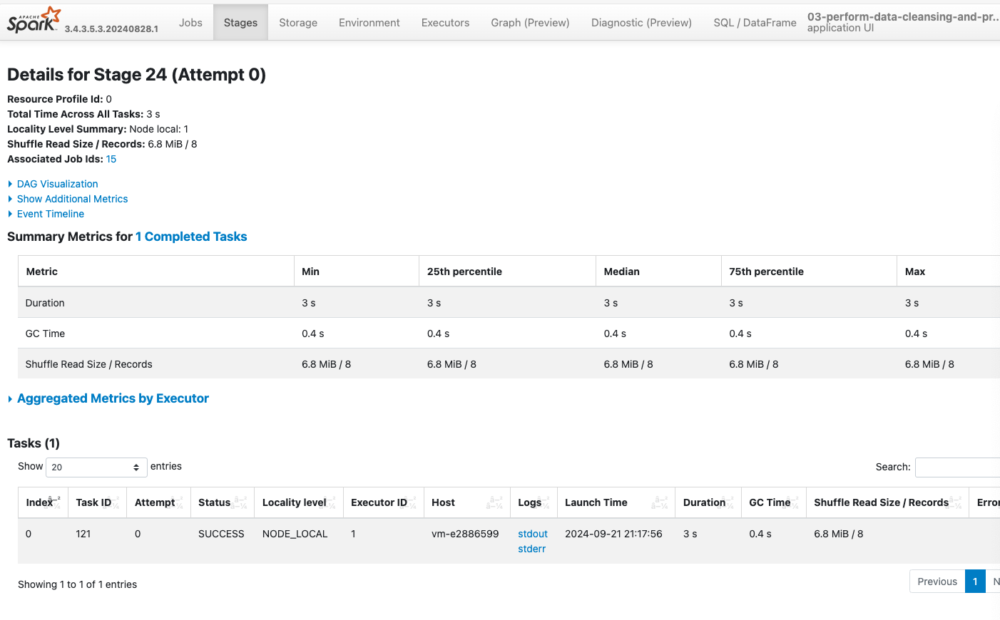 APACHE Spark 3.4.3.5.3.20240828.1 Jobs Stages Storage Environment Executors Graph (Preview) Diagnostic (Preview) SQL / DataFrame 03-perform-data-cleansing-and-pr...
application UI
Details for Stage 24 (Attempt 0)
Resource Profile Id: 0
Total Time Across All Tasks: 3 s
Locality Level Summary: Node local: 1
Shuffle Read Size / Records: 6.8 MiB / 8
Associated Job Ids: 15
DAG Visualization
Show Additional Metrics
Event Timeline
Summary Metrics for 1 Completed Tasks
Metric Min 25th percentile Median 75th percentile Max
Duration 3 s 3 s 3 s 3 s 3 s
GC Time 0.4 s 0.4 s 0.4 s 0.4 s 0.4 s
Shuffle Read Size / Records 6.8 MiB / 8 6.8 MiB / 8 6.8 MiB / 8 6.8 MiB / 8 6.8 MiB / 8
Aggregated Metrics by Executor
Tasks (1)
Show 20 entries Search:
Index Task ID Attempt Status Locality level Executor ID Host Logs Launch Time Duration GC Time Shuffle Read Size / Records Error
0 121 0 SUCCESS NODE_LOCAL 1 vm-e2886599 stdout 2024-09-21 21:17:56 3 s 0.4 s 6.8 MiB / 8
stderr
Showing 1 to 1 of 1 entries Previous 1 N